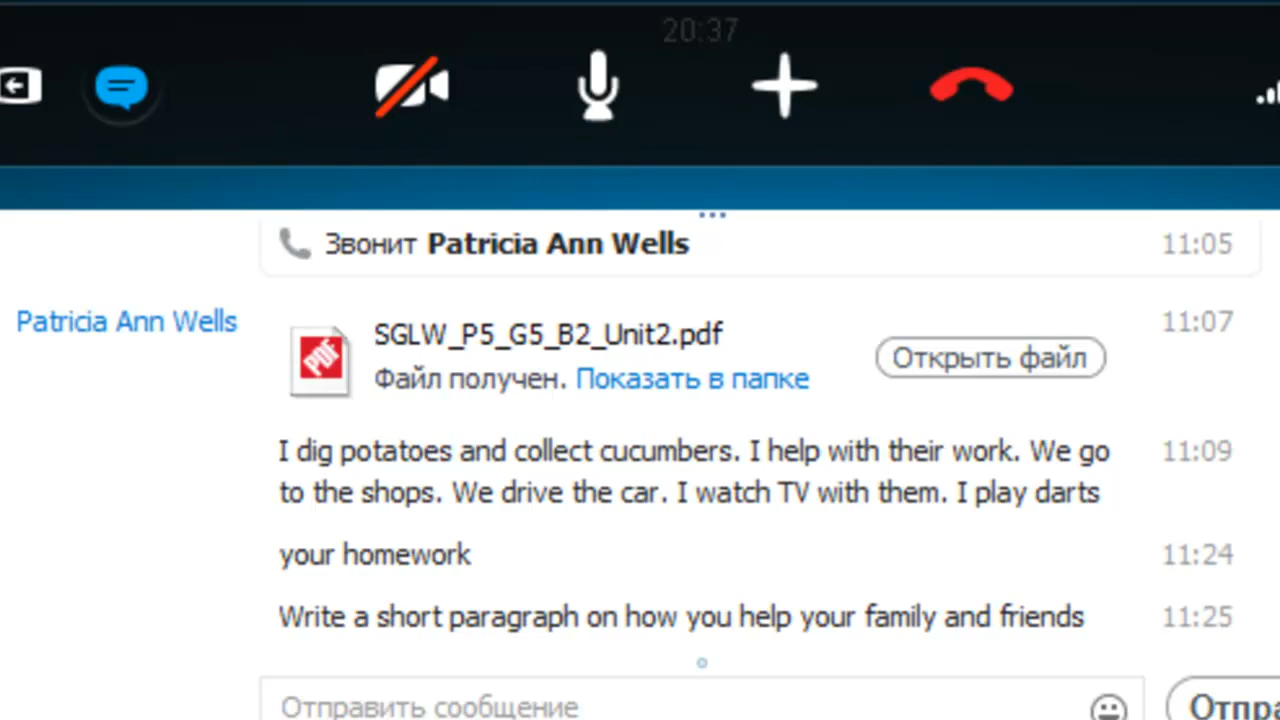 20:37
Звонит Patricia Ann Wells 11:05
Patricia Ann Wells
SGLW_P5_G5_B2_Unit2.pdf 11:07
PDF
Файл получен. Показать в папке
Открыть файл
I dig potatoes and collect cucumbers. I help with their work. We go 11:09
to the shops. We drive the car. I watch TV with them. I play darts
your homework 11:24
Write a short paragraph on how you help your family and friends 11:25
Отправить сообщение